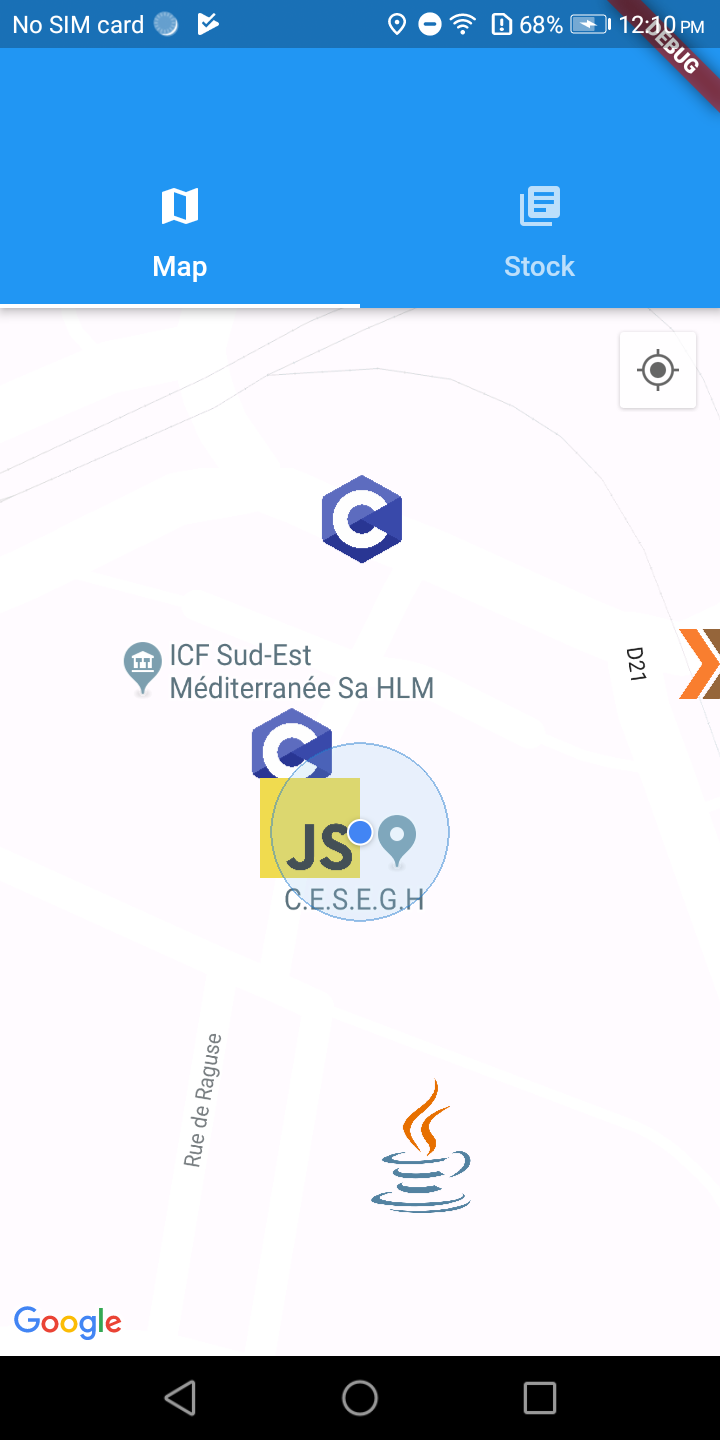 No SIM card
68%
12:10 PM
DEBUG
Map
Stock
C
ICF Sud-Est
Méditerranée Sa HLM
D21
C
JS
C.E.S.E.G.H
Rue de Raguse
Google